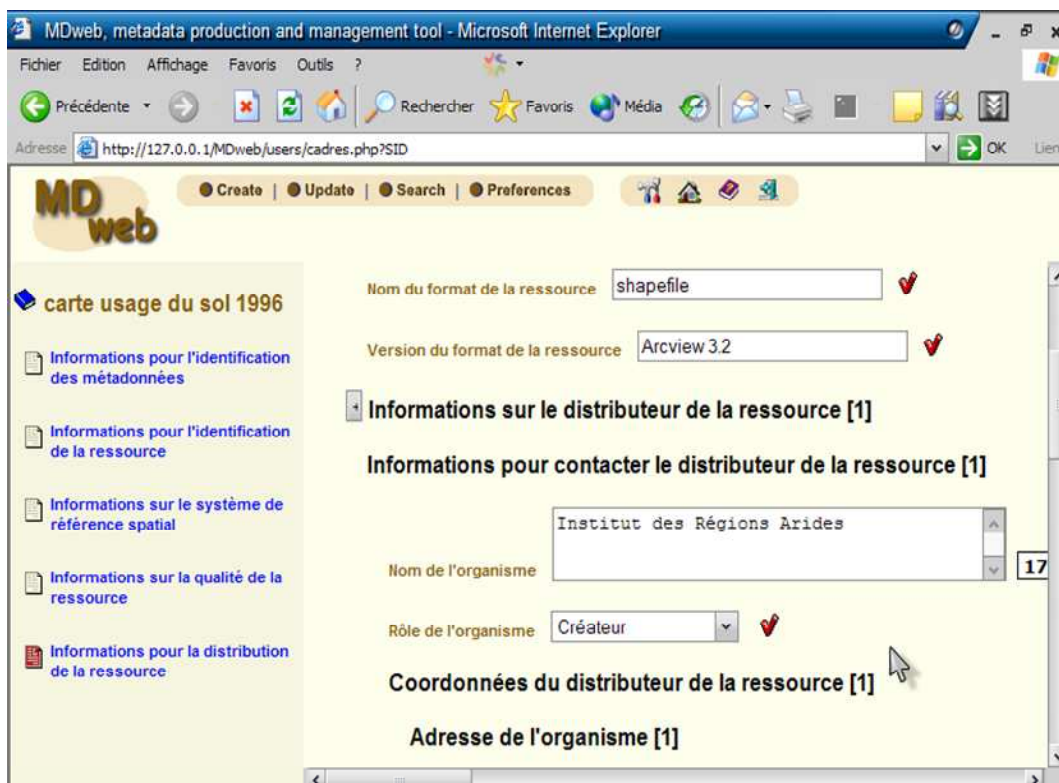 MDweb, metadata production and management tool - Microsoft Internet Explorer
Fichier Edition Affichage Favoris Outils ?
Précédente Rechercher Favoris Média
Adresse http://127.0.0.1/MDweb/users/cadres.php?SID OK Lien
MD
web
Create | Update | Search | Preferences
carte usage du sol 1996
Informations pour l'identification
des métadonnées
Informations pour l'identification
de la ressource
Informations sur le système de
référence spatial
Informations sur la qualité de la
ressource
Informations pour la distribution
de la ressource
Nom du format de la ressource shapefile
Version du format de la ressource Arcview 3.2
Informations sur le distributeur de la ressource [1]
Informations pour contacter le distributeur de la ressource [1]
Institut des Régions Arides
Nom de l'organisme 17
Rôle de l'organisme Créateur
Coordonnées du distributeur de la ressource [1]
Adresse de l'organisme [1]